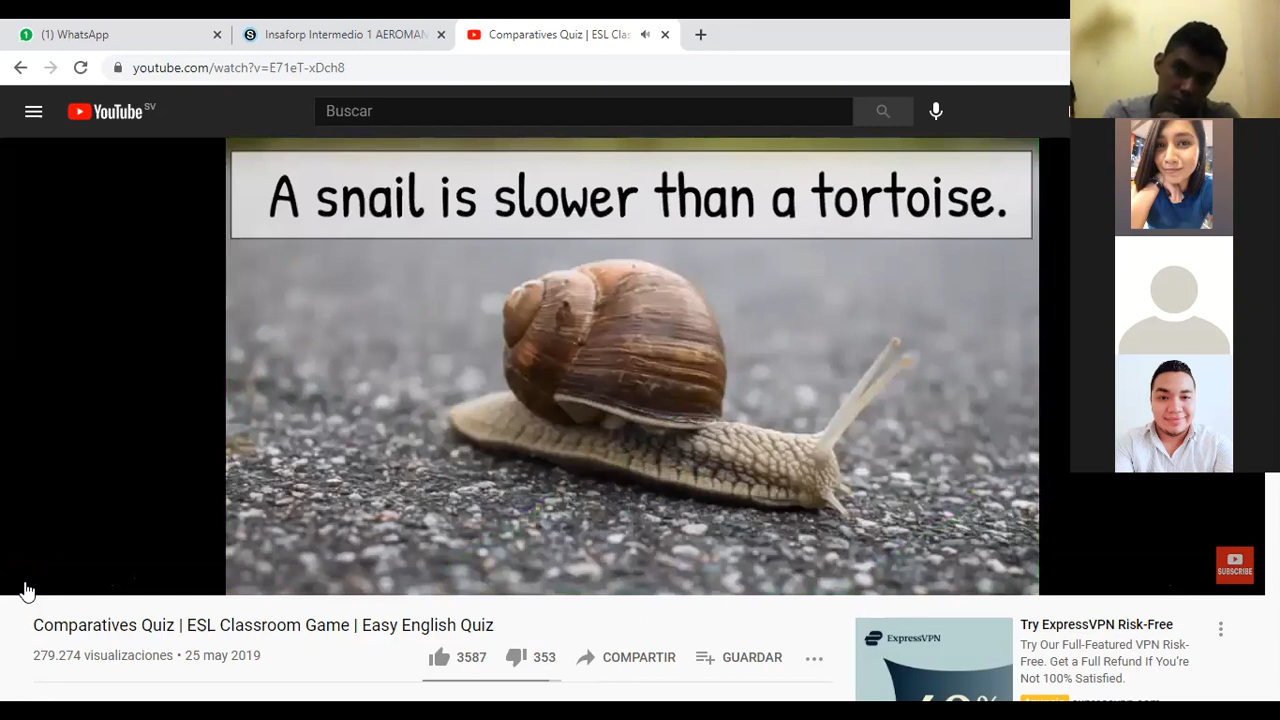 (1) WhatsApp
Insaforp Intermedio 1 AEROMAN
Comparatives Quiz | ESL Clas
youtube.com/watch?v=E71eT-xDch8
YouTube SV
Buscar
A snail is slower than a tortoise.
SUBSCRIBE
Comparatives Quiz | ESL Classroom Game | Easy English Quiz
279.274 visualizaciones • 25 may 2019
3587
353
COMPARTIR
GUARDAR
ExpressVPN
Try ExpressVPN Risk-Free
Try Our Full-Featured VPN Risk-
Free. Get a Full Refund If You're
Not 100% Satisfied.